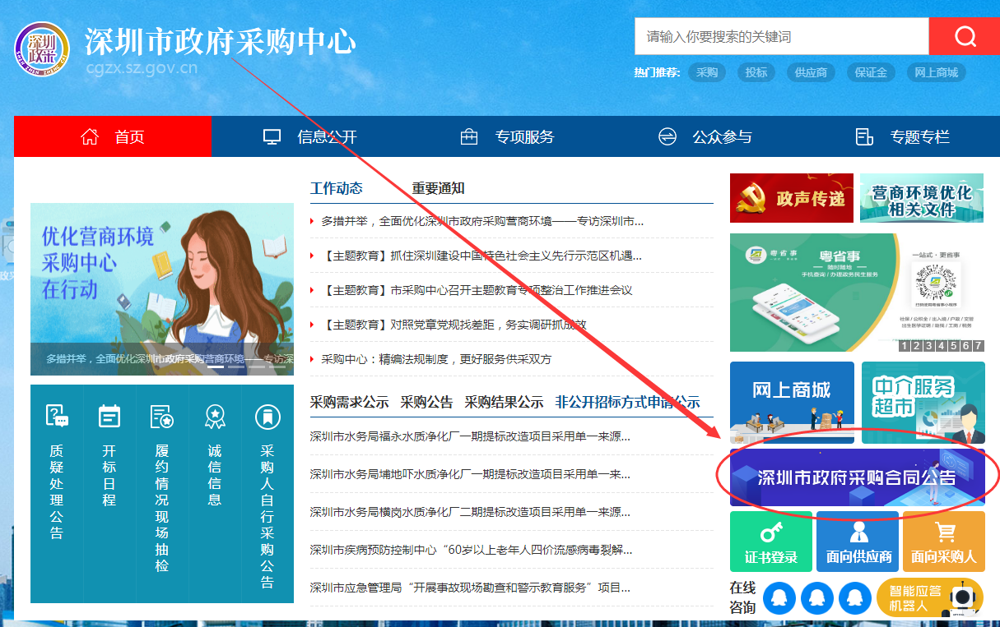 深圳
政采
SHEN ZHEN ZHENG CAI
深圳市政府采购中心
cgzx.sz.gov.cn
请输入你要搜索的关键词
热门推荐: 采购 投标 供应商 保证金 网上商城
首页 信息公开 专项服务 公众参与 专题专栏
优化营商环境
采购中心
在行动
多措并举，全面优化深圳市政府采购营商环境——专访深
质疑处理公告
开标日程
履约情况现场抽检
诚信信息
采购人自行采购公告
工作动态 重要通知
多措并举，全面优化深圳市政府采购营商环境——专访深圳市...
【主题教育】抓住深圳建设中国特色社会主义先行示范区机遇...
【主题教育】市采购中心召开主题教育专项整治工作推进会议
【主题教育】对照党章党规找差距，务实调研抓成效
采购中心：精编法规制度，更好服务供采双方
采购需求公示 采购公告 采购结果公示 非公开招标方式申请公示
深圳市水务局福永水质净化厂一期提标改造项目采用单一来源...
深圳市水务局埔地吓水质净化厂一期提标改造项目采用单一来...
深圳市水务局横岗水质净化厂二期提标改造项目采用单一来源...
深圳市疾病预防控制中心“60岁以上老年人四价流感病毒裂解...
深圳市应急管理局“开展事故现场勘查和警示教育服务”项目...
政声传递
营商环境优化
相关文件
粤省事
粤省事
随时随地
手机查询 / 办理政务民生服务
一站式·更省事
扫码使用粤省事小程序
社保 / 公积金 / 出入境 / 户政 / 交管
1 2 3 4 5 6 7
网上商城
中介服务
超市
深圳市政府采购合同公告
证书登录
面向供应商
面向采购人
在线
咨询
智能应答
机器人